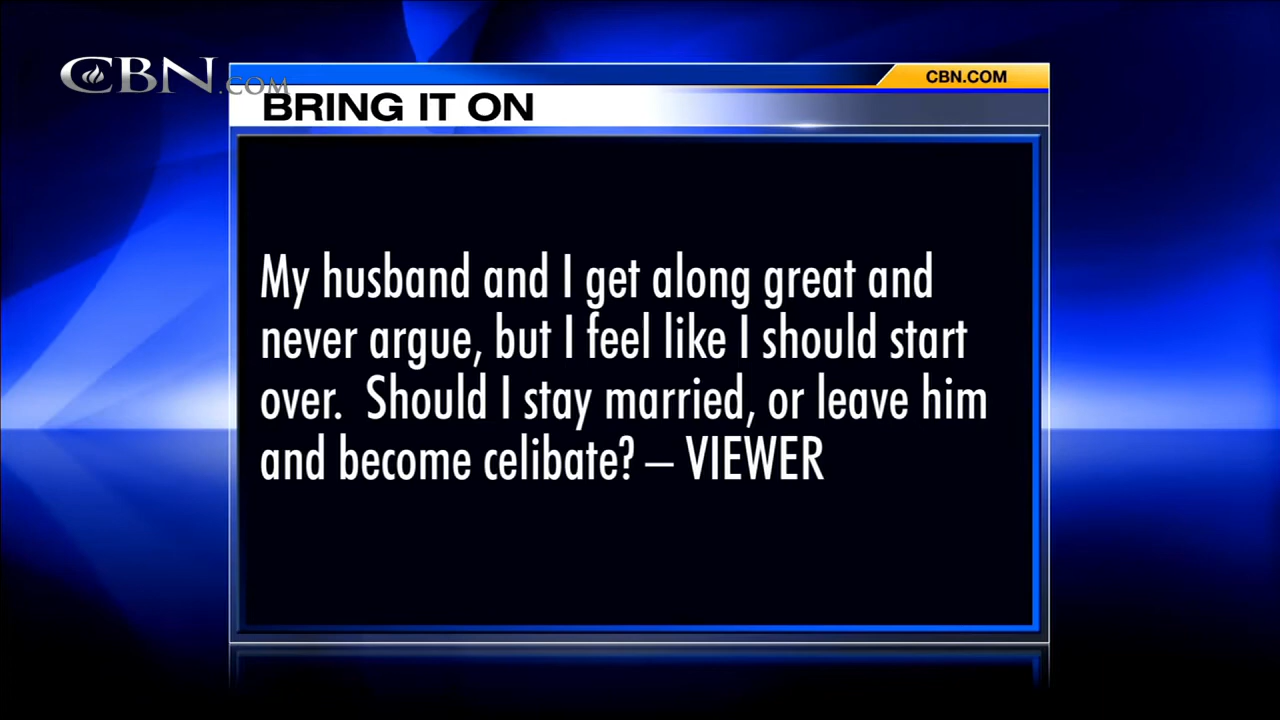 CBN.COM
CBN.COM
BRING IT ON
My husband and I get along great and
never argue, but I feel like I should start
over.  Should I stay married, or leave him
and become celibate? – VIEWER